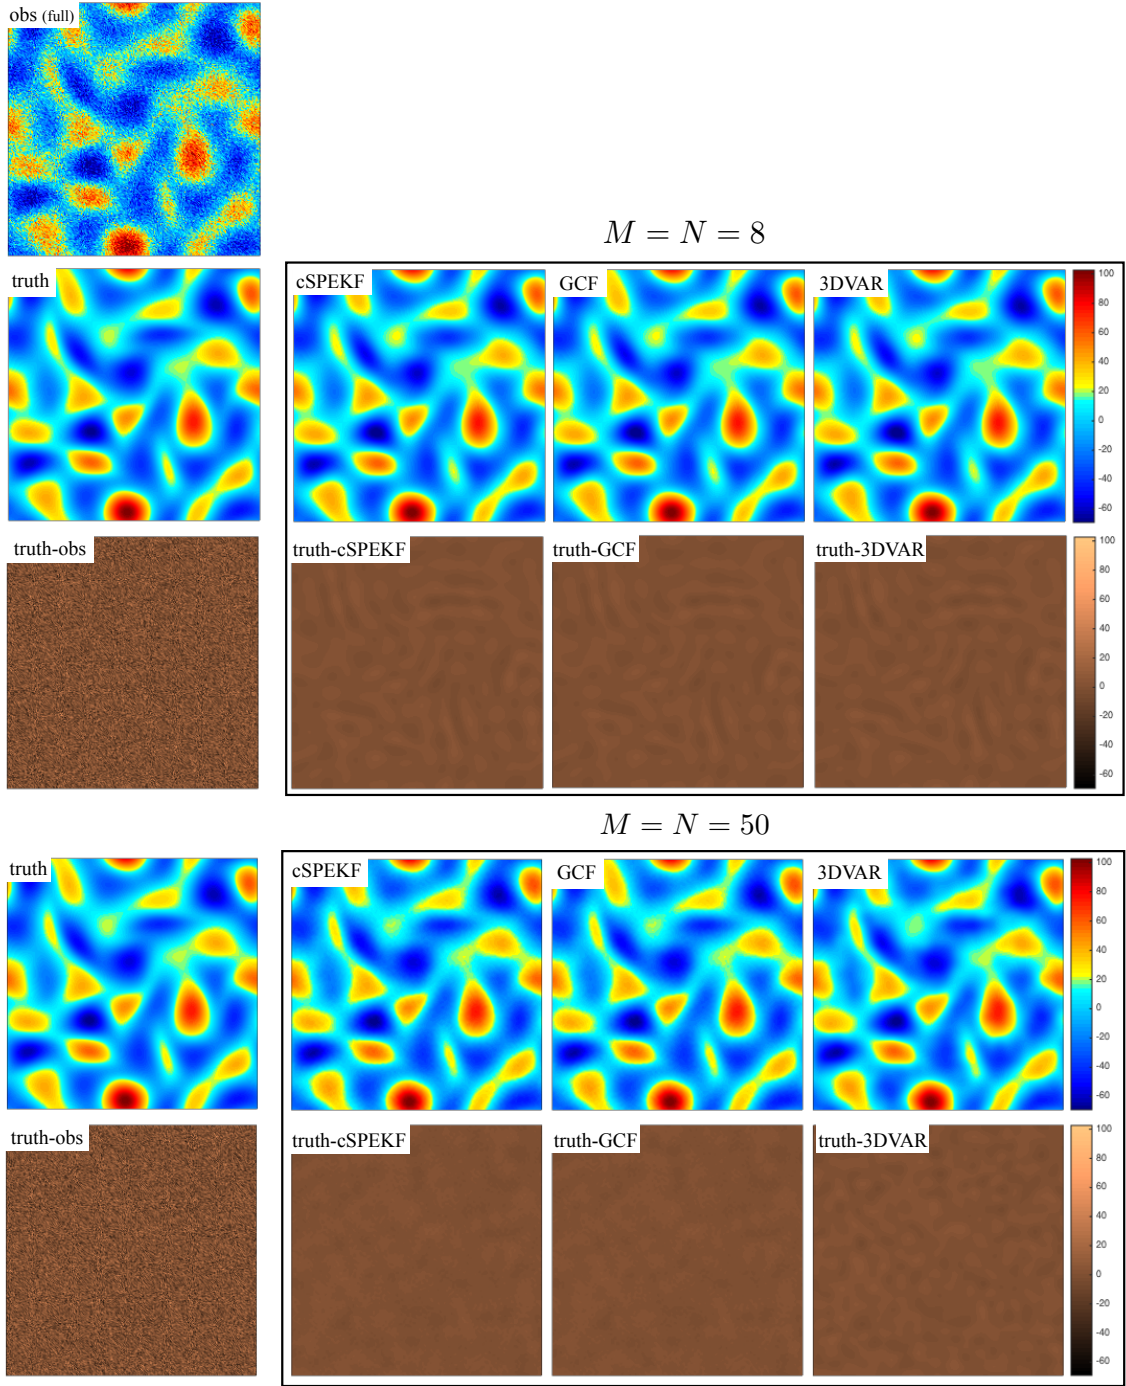 obs (full)
M = N = 8
truth
cSPEKF
GCF
3DVAR
100
80
60
40
20
0
-20
-40
-60
truth-obs
truth-cSPEKF
truth-GCF
truth-3DVAR
100
80
60
40
20
0
-20
-40
-60
M = N = 50
truth
cSPEKF
GCF
3DVAR
100
80
60
40
20
0
-20
-40
-60
truth-obs
truth-cSPEKF
truth-GCF
truth-3DVAR
100
80
60
40
20
0
-20
-40
-60